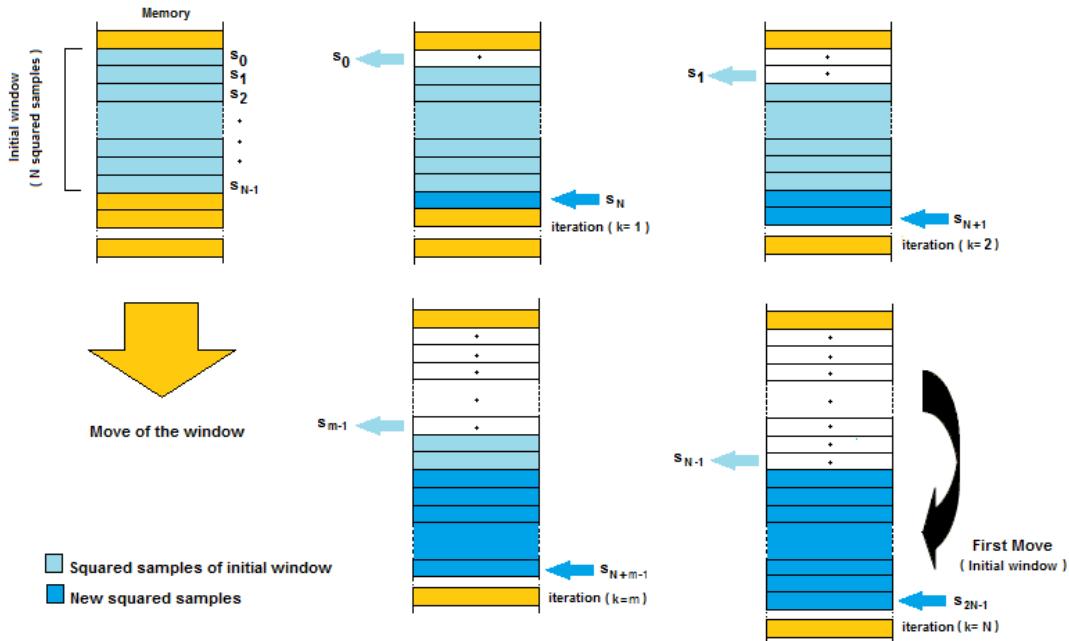 Memory
Initial window
( N squared samples )
s0
s1
s2
sN-1
s0
sN
iteration ( k= 1 )
s1
sN+1
iteration ( k= 2 )
Move of the window
sm-1
sN+m-1
iteration ( k=m )
sN-1
s2N-1
iteration ( k= N )
First Move
( Initial window )
Squared samples of initial window
New squared samples